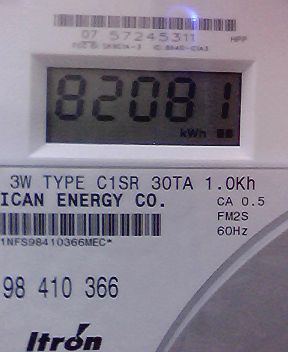 07 57245311 HPP
82081
kWh
3W TYPE C1SR 30TA 1.0Kh
ICAN ENERGY CO. CA 0.5
FM2S
1NFS98410366MEC* 60Hz
98 410 366
Itron